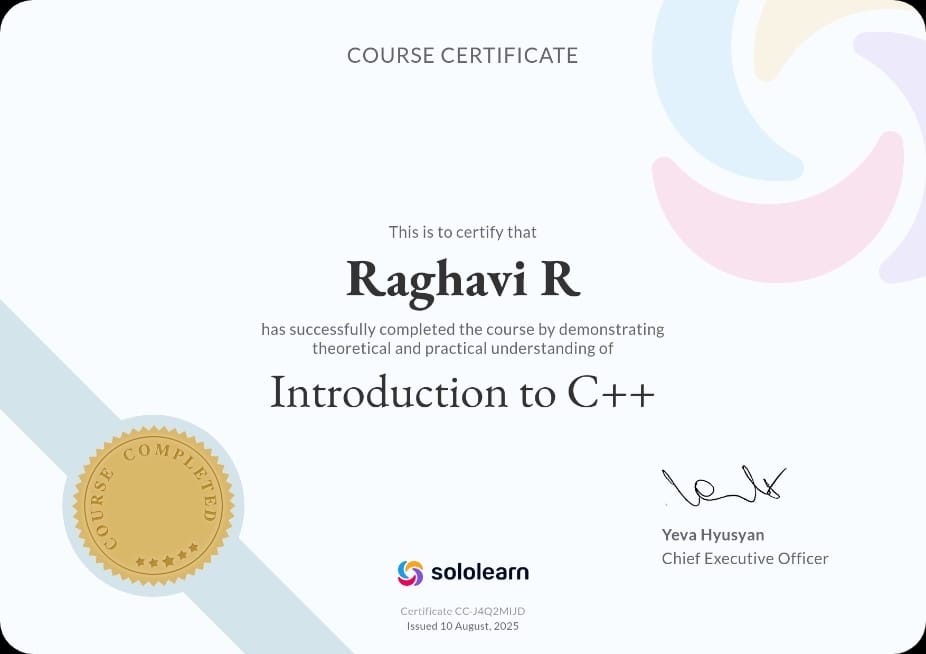 COURSE CERTIFICATE
This is to certify that
Raghavi R
has successfully completed the course by demonstrating
theoretical and practical understanding of
Introduction to C++
COURSE COMPLETED
Yeva Hyusyan
Chief Executive Officer
sololearn
Certificate CC-J4Q2MIJD
Issued 10 August, 2025